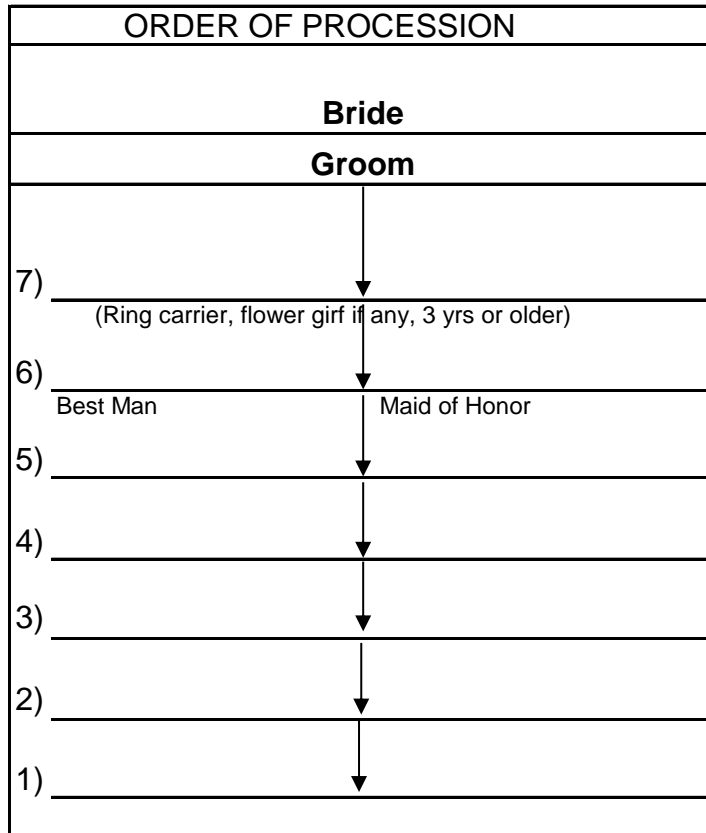 ORDER OF PROCESSION
Bride
Groom
7)
(Ring carrier, flower girf if any, 3 yrs or older)
6)
Best Man Maid of Honor
5)
4)
3)
2)
1)